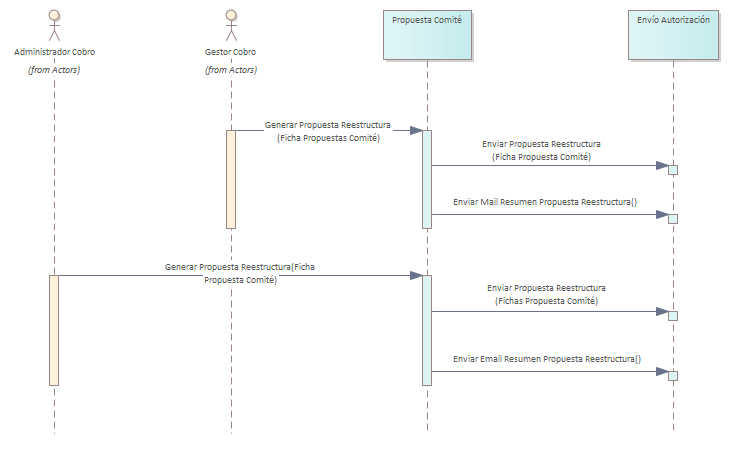 Administrador Cobro
(from Actors)
Gestor Cobro
(from Actors)
Propuesta Comité
Envío Autorización
Generar Propuesta Reestructura
(Ficha Propuestas Comité)
Enviar Propuesta Reestructura
(Ficha Propuesta Comité)
Enviar Mail Resumen Propuesta Reestructura()
Generar Propuesta Reestructura(Ficha
Propuesta Comité)
Enviar Propuesta Reestructura
(Fichas Propuesta Comité)
Enviar Email Resumen Propuesta Reestructura()